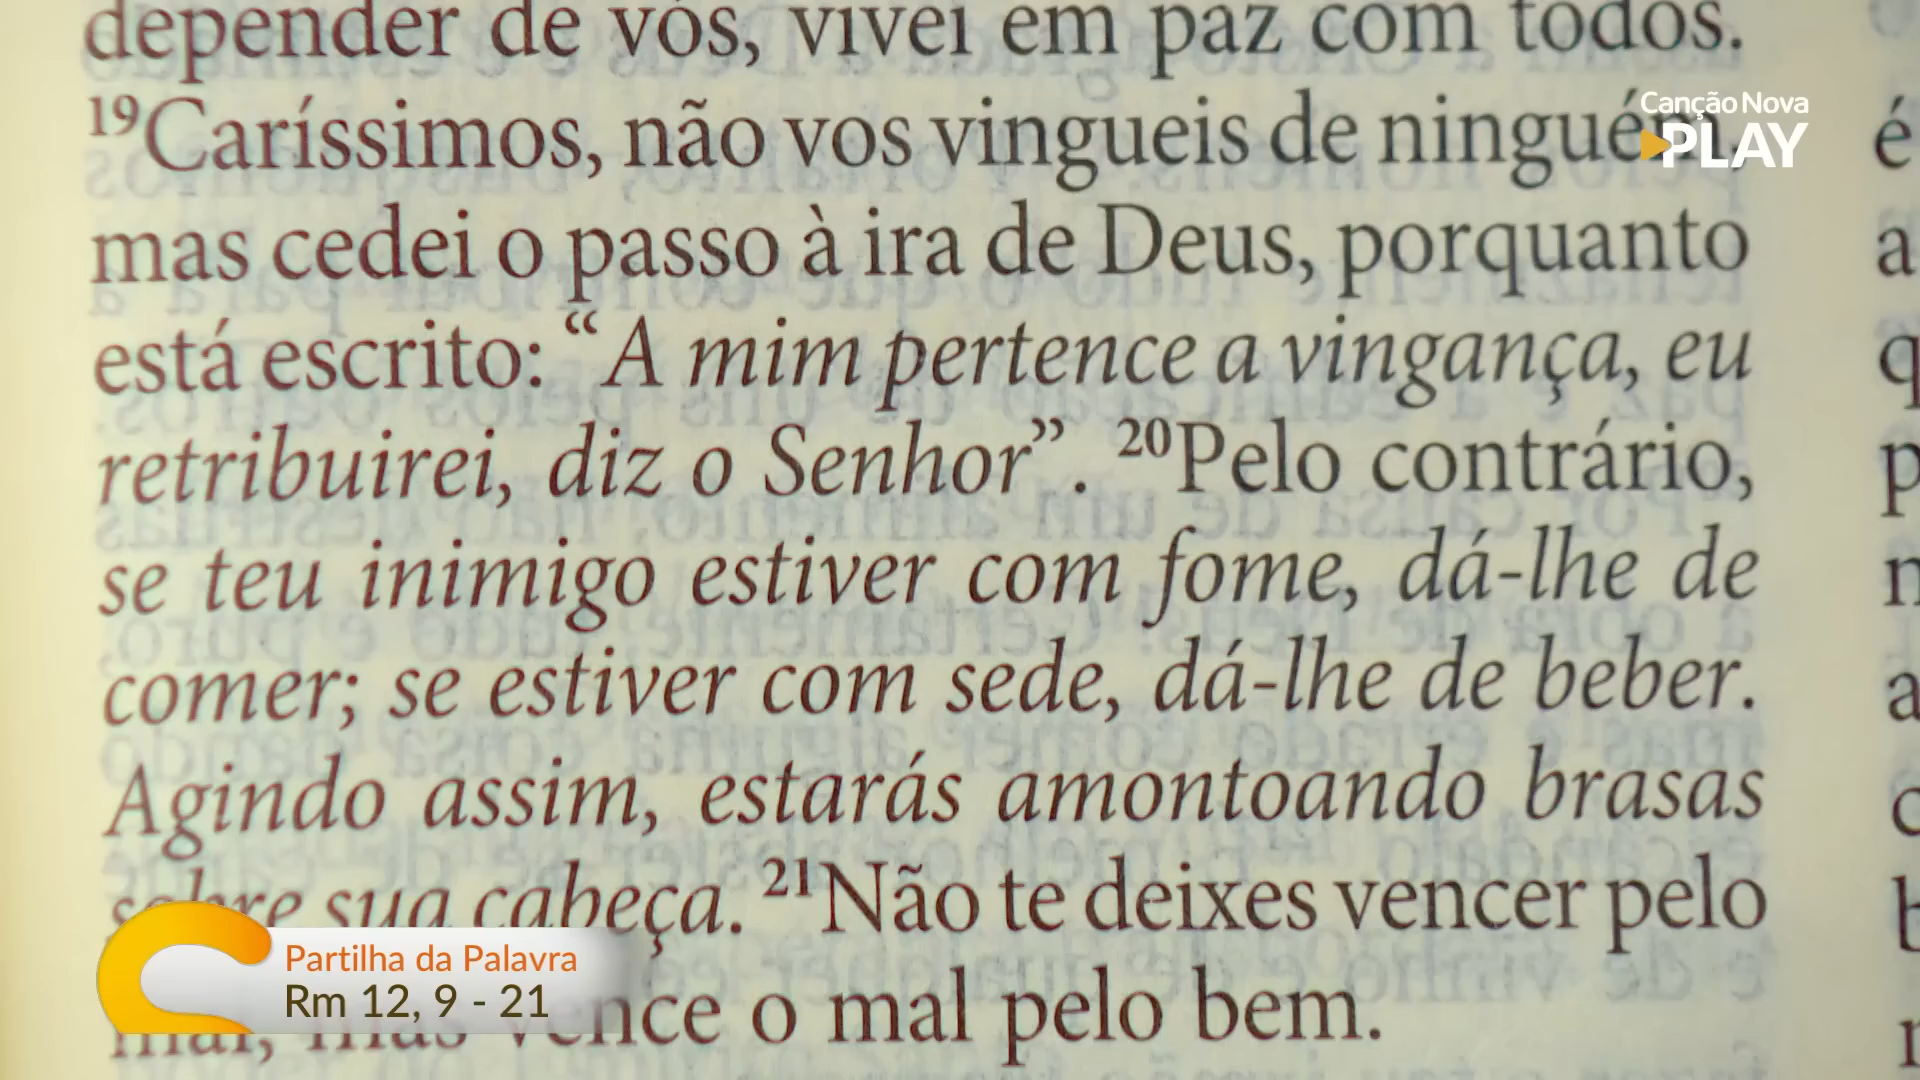 depender de vós, vivei em paz com todos.
¹⁹Caríssimos, não vos vingueis de ninguém,
mas cedei o passo à ira de Deus, porquanto
está escrito: “A mim pertence a vingança, eu
retribuirei, diz o Senhor”. ²⁰Pelo contrário,
se teu inimigo estiver com fome, dá-lhe de
comer; se estiver com sede, dá-lhe de beber.
Agindo assim, estarás amontoando brasas
sobre sua cabeça. ²¹Não te deixes vencer pelo
mal, mas vence o mal pelo bem.
Canção Nova
PLAY
Partilha da Palavra
Rm 12, 9 - 21
é
a
q
p
a